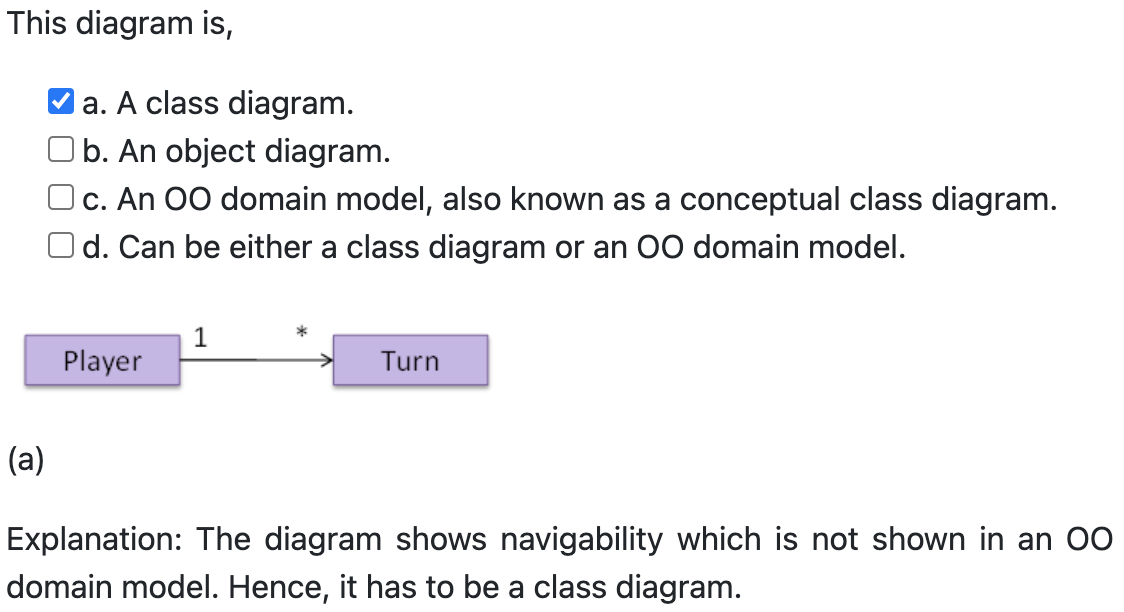 This diagram is,
a. A class diagram.
b. An object diagram.
c. An OO domain model, also known as a conceptual class diagram.
d. Can be either a class diagram or an OO domain model.
1 *
Player Turn
(a)
Explanation: The diagram shows navigability which is not shown in an OO
domain model. Hence, it has to be a class diagram.